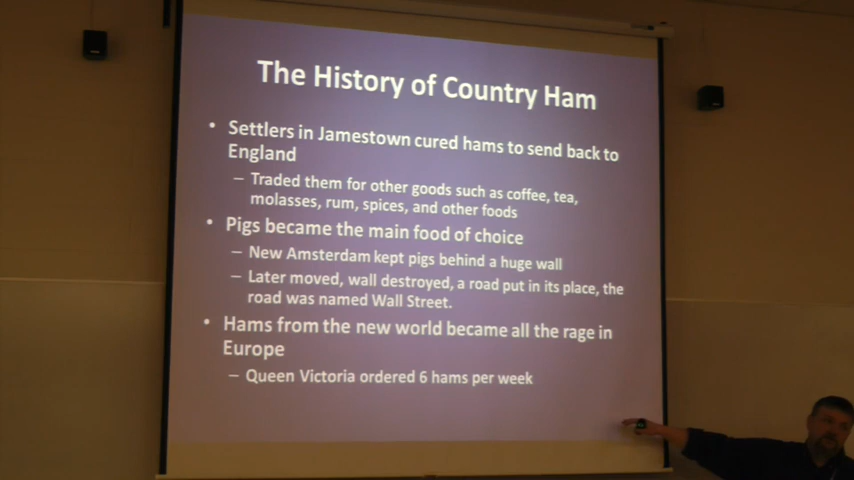 The History of Country Ham
• Settlers in Jamestown cured hams to send back to
England
– Traded them for other goods such as coffee, tea,
molasses, rum, spices, and other foods
• Pigs became the main food of choice
– New Amsterdam kept pigs behind a huge wall
– Later moved, wall destroyed, a road put in its place, the
road was named Wall Street.
• Hams from the new world became all the rage in
Europe
– Queen Victoria ordered 6 hams per week